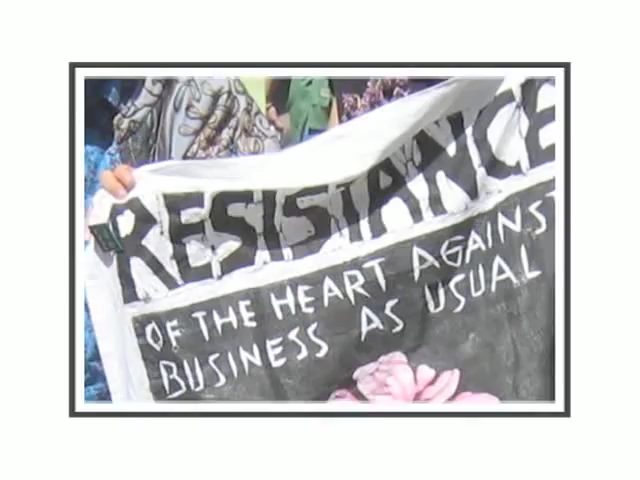 RESISTANCE
OF THE HEART AGAINST
BUSINESS AS USUAL